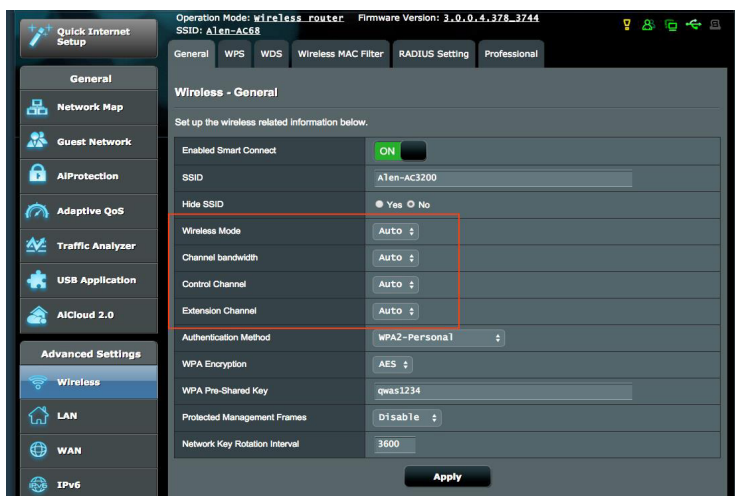 Operation Mode: Wireless router Firmware Version: 3.0.0.4.378_3744
SSID: Alen-AC68
Quick Internet
Setup
General
Network Map
Guest Network
AiProtection
Adaptive QoS
Traffic Analyzer
USB Application
AiCloud 2.0
Advanced Settings
Wireless
LAN
WAN
IPv6
General WPS WDS Wireless MAC Filter RADIUS Setting Professional
Wireless - General
Set up the wireless related information below.
Enabled Smart Connect ON
SSID Alen-AC3200
Hide SSID Yes No
Wireless Mode Auto
Channel bandwidth Auto
Control Channel Auto
Extension Channel Auto
Authentication Method WPA2-Personal
WPA Encryption AES
WPA Pre-Shared Key qwas1234
Protected Management Frames Disable
Network Key Rotation Interval 3600
Apply